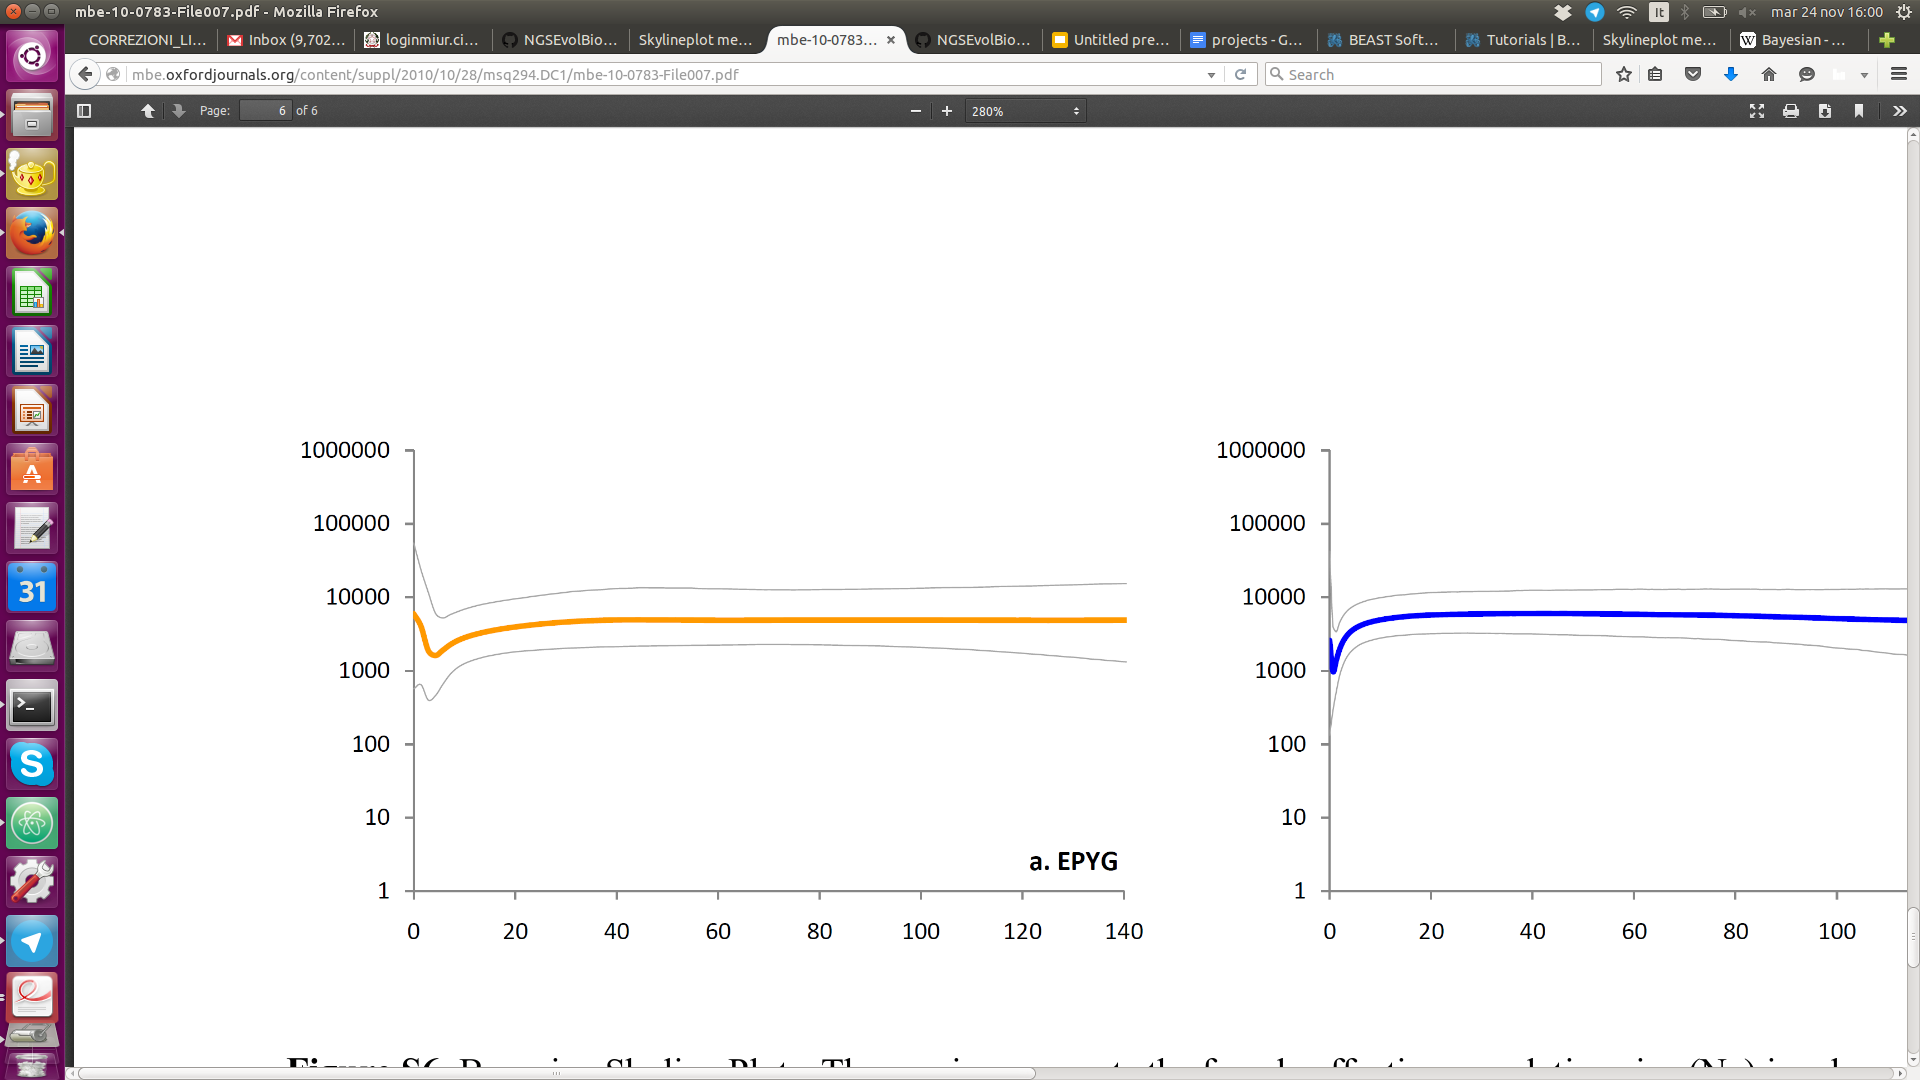 mbe-10-0783-File007.pdf - Mozilla Firefox
It
mar 24 nov 16:00
CORREZIONI_LI...
Inbox (9,702...
loginmiur.ci...
NGSEvolBio...
Skylineplot me...
mbe-10-0783...
NGSEvolBio...
Untitled pre...
projects - G...
BEAST Soft...
Tutorials | B...
Skylineplot me...
Bayesian - ...
mbe.oxfordjournals.org/content/suppl/2010/10/28/msq294.DC1/mbe-10-0783-File007.pdf
Search
Page: 6 of 6
280%
31
1000000
100000
10000
1000
100
10
1
a. EPYG
0 20 40 60 80 100 120 140
1000000
100000
10000
1000
100
10
1
0 20 40 60 80 100